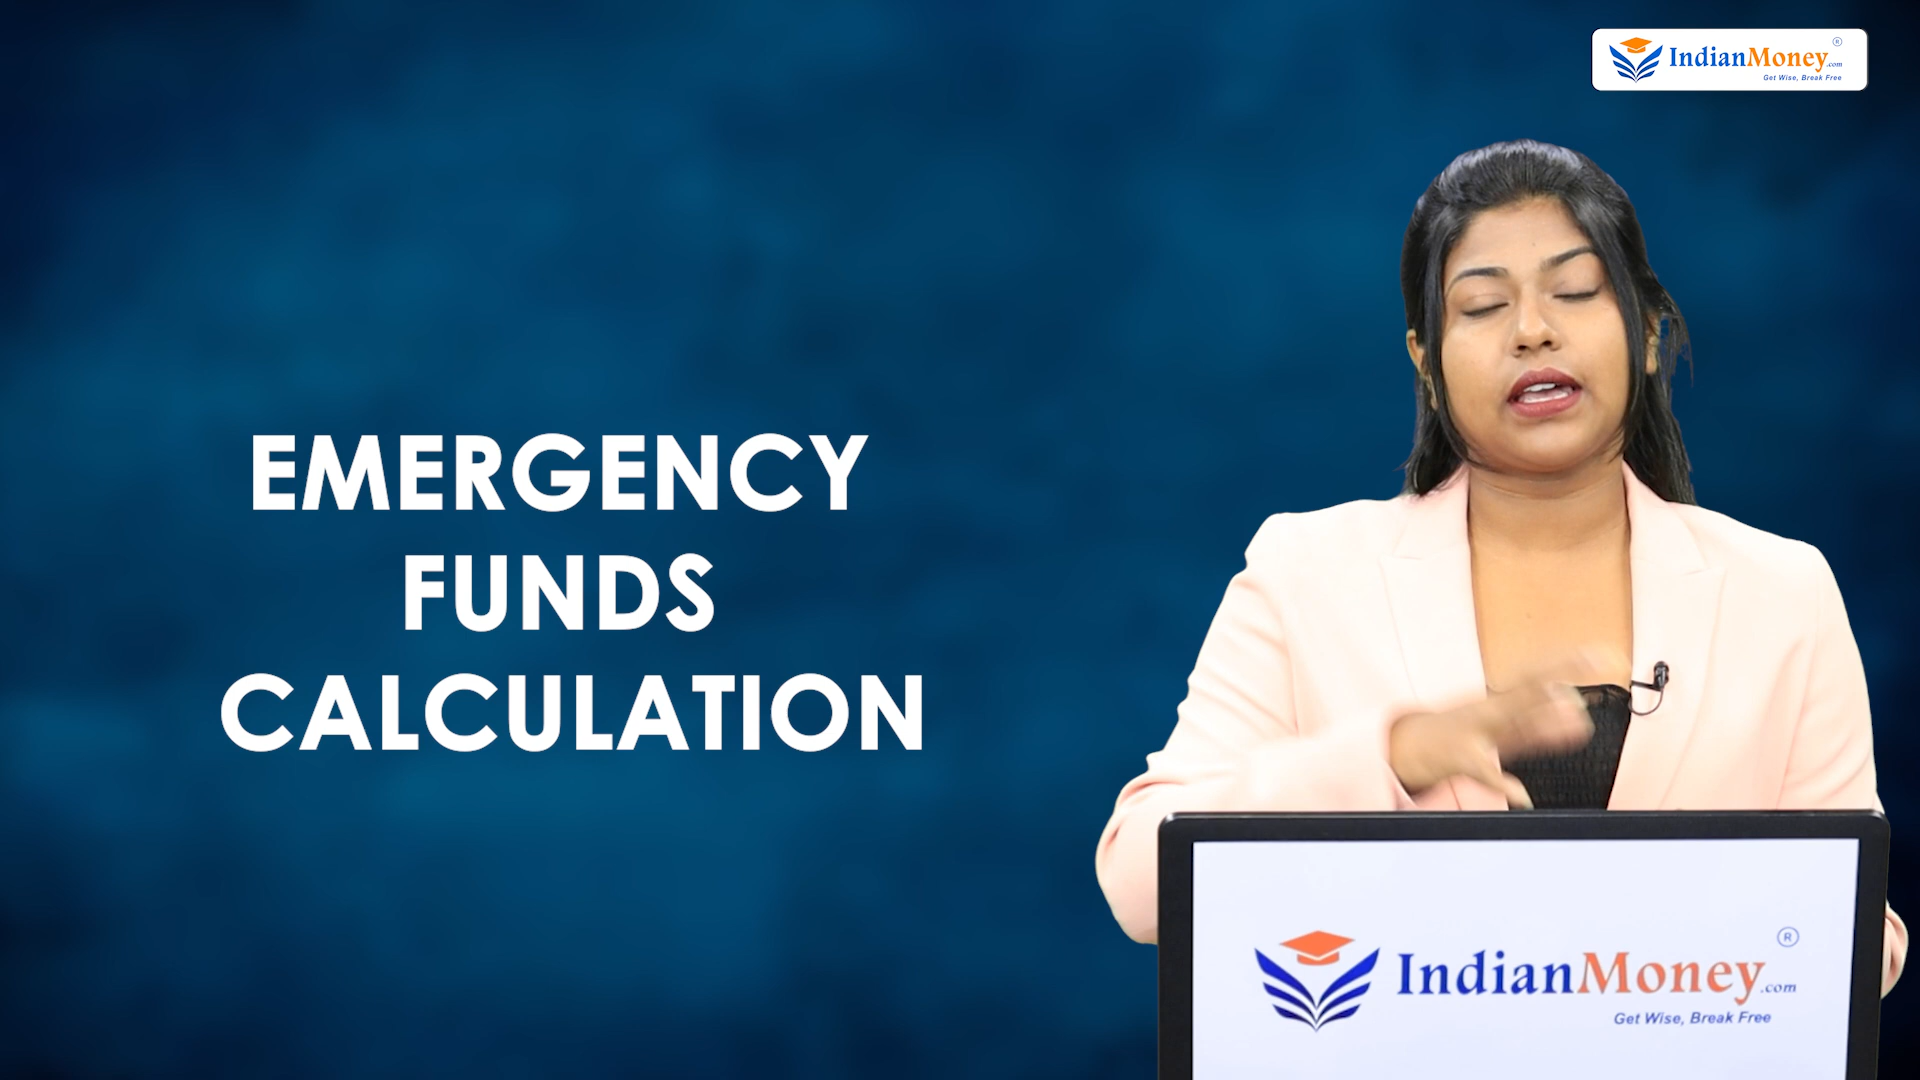 IndianMoney.com
®
Get Wise, Break Free
EMERGENCY
FUNDS
CALCULATION
®
IndianMoney.com
Get Wise, Break Free